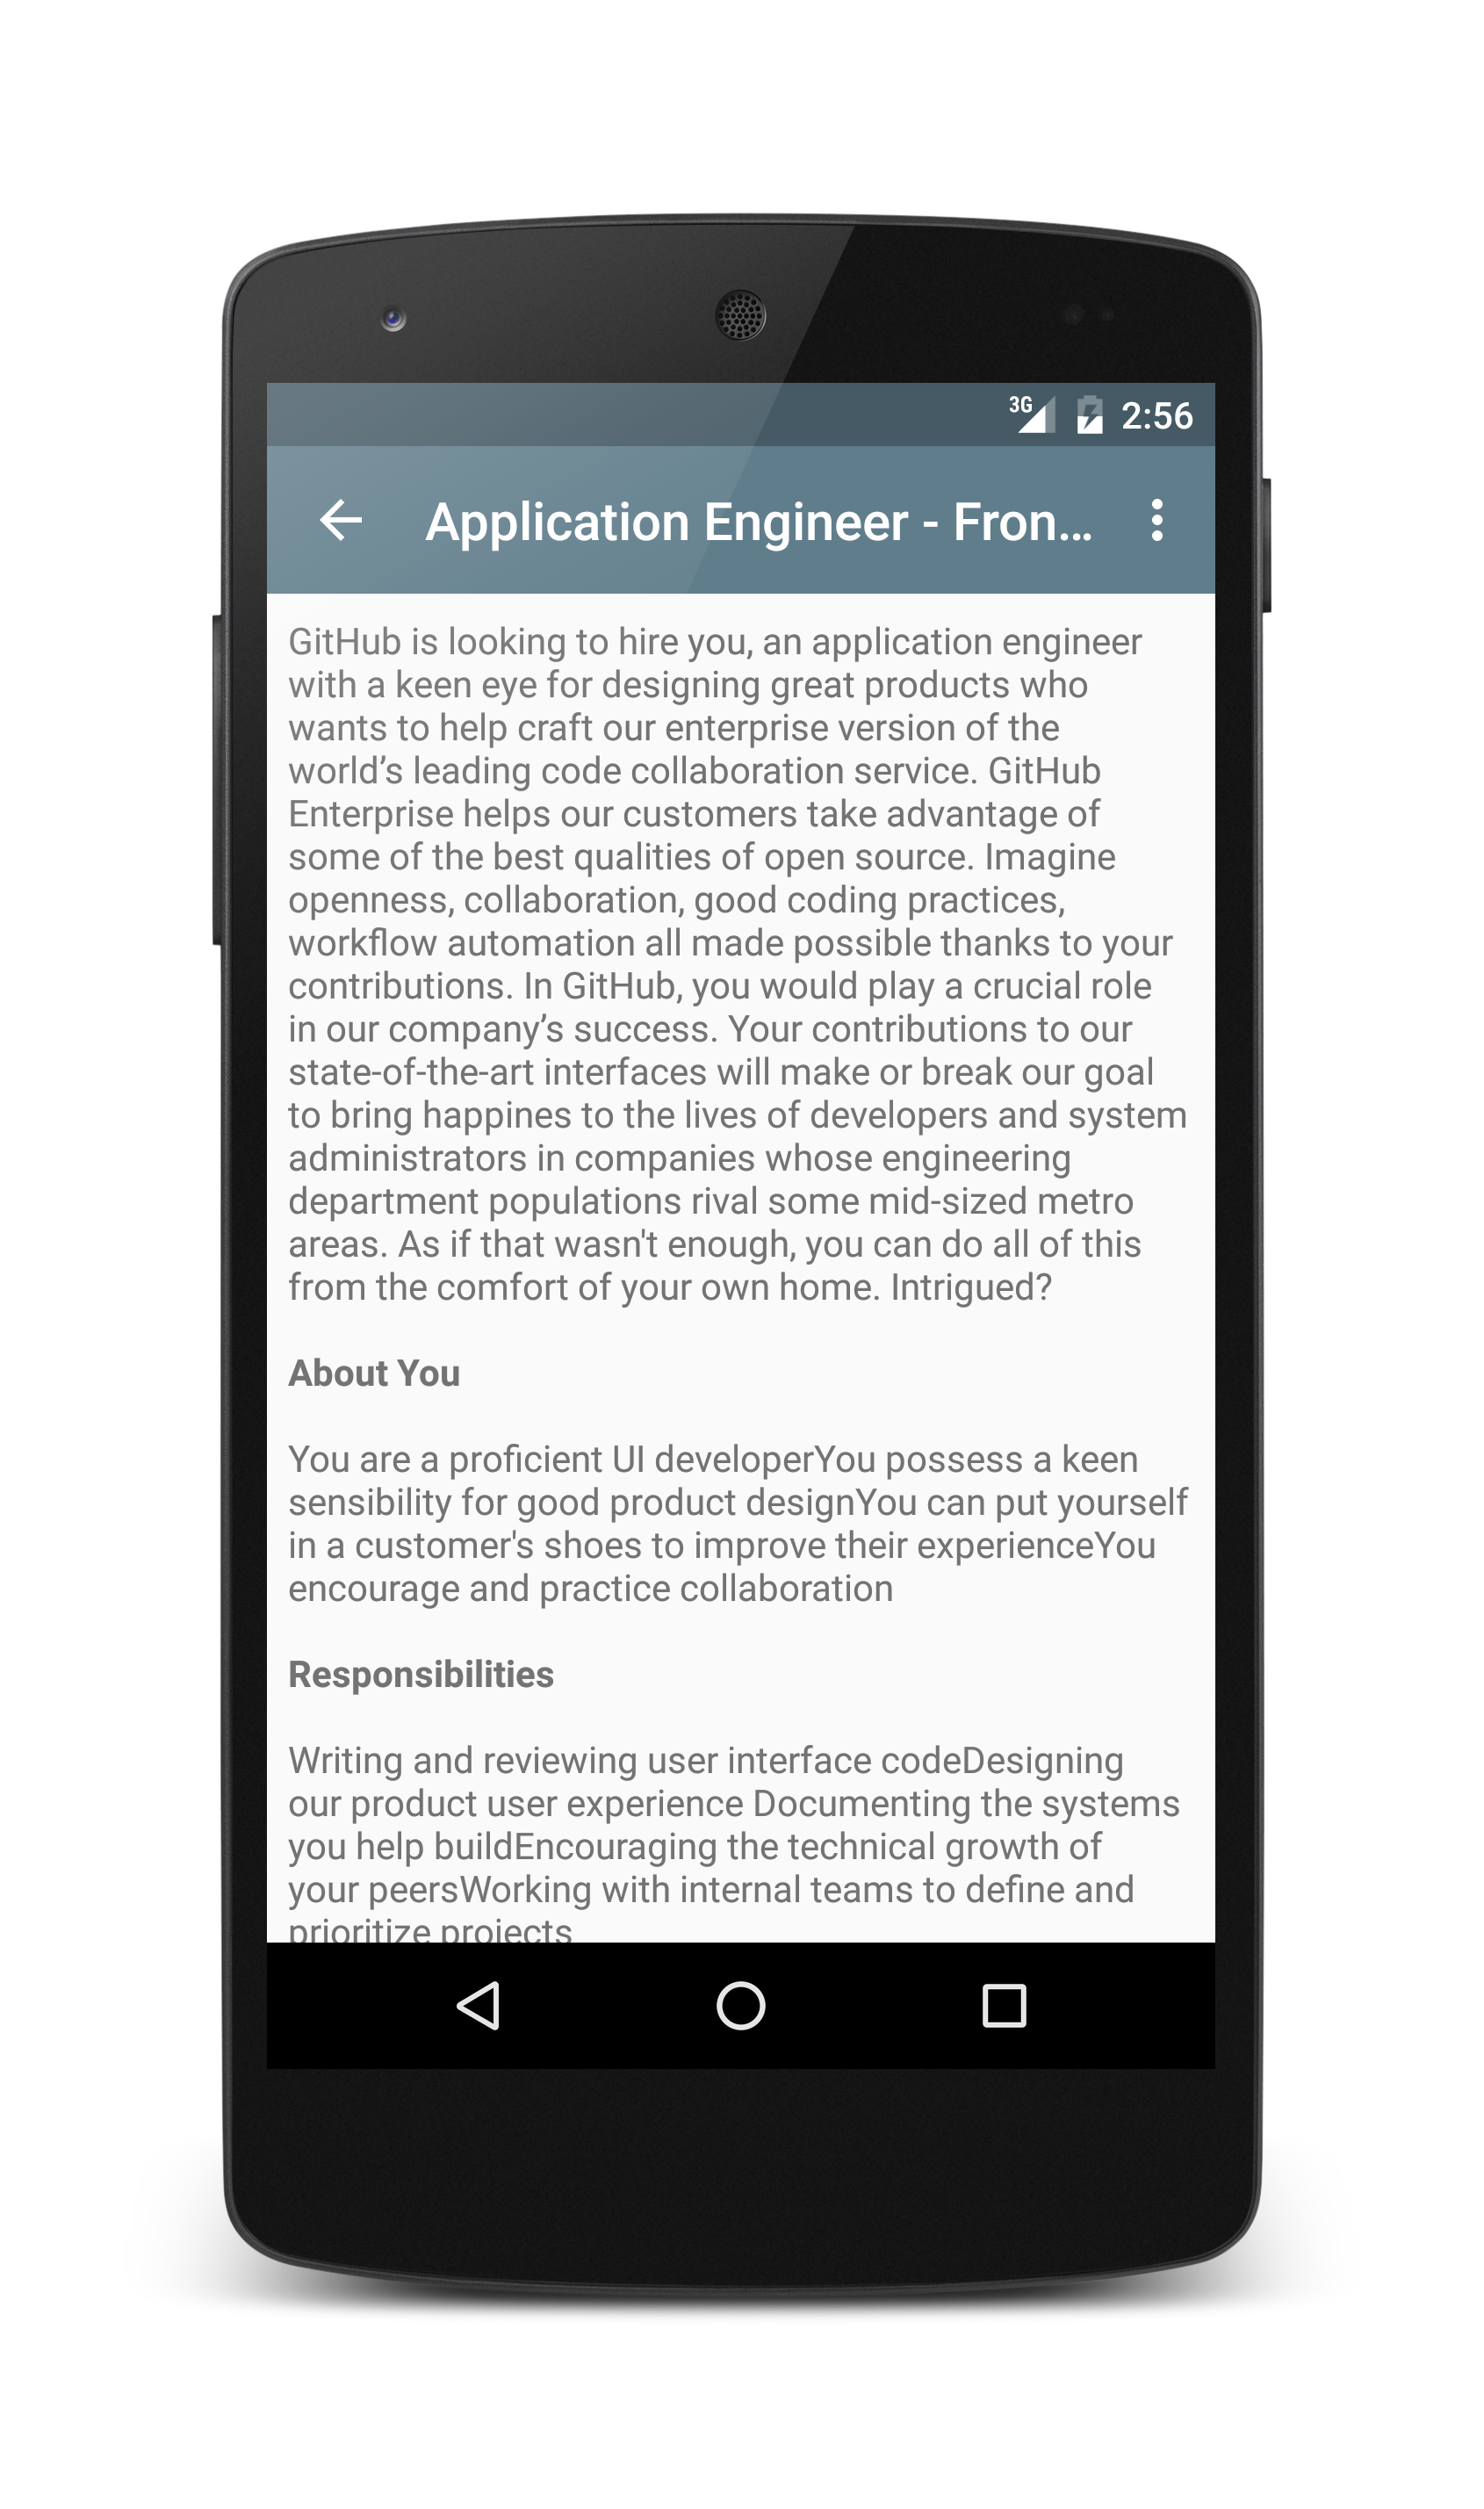 3G 2:56
Application Engineer - Fron...
GitHub is looking to hire you, an application engineer
with a keen eye for designing great products who
wants to help craft our enterprise version of the
world’s leading code collaboration service. GitHub
Enterprise helps our customers take advantage of
some of the best qualities of open source. Imagine
openness, collaboration, good coding practices,
workflow automation all made possible thanks to your
contributions. In GitHub, you would play a crucial role
in our company’s success. Your contributions to our
state-of-the-art interfaces will make or break our goal
to bring happines to the lives of developers and system
administrators in companies whose engineering
department populations rival some mid-sized metro
areas. As if that wasn't enough, you can do all of this
from the comfort of your own home. Intrigued?
About You
You are a proficient UI developerYou possess a keen
sensibility for good product designYou can put yourself
in a customer's shoes to improve their experienceYou
encourage and practice collaboration
Responsibilities
Writing and reviewing user interface codeDesigning
our product user experience Documenting the systems
you help buildEncouraging the technical growth of
your peersWorking with internal teams to define and
prioritize projects